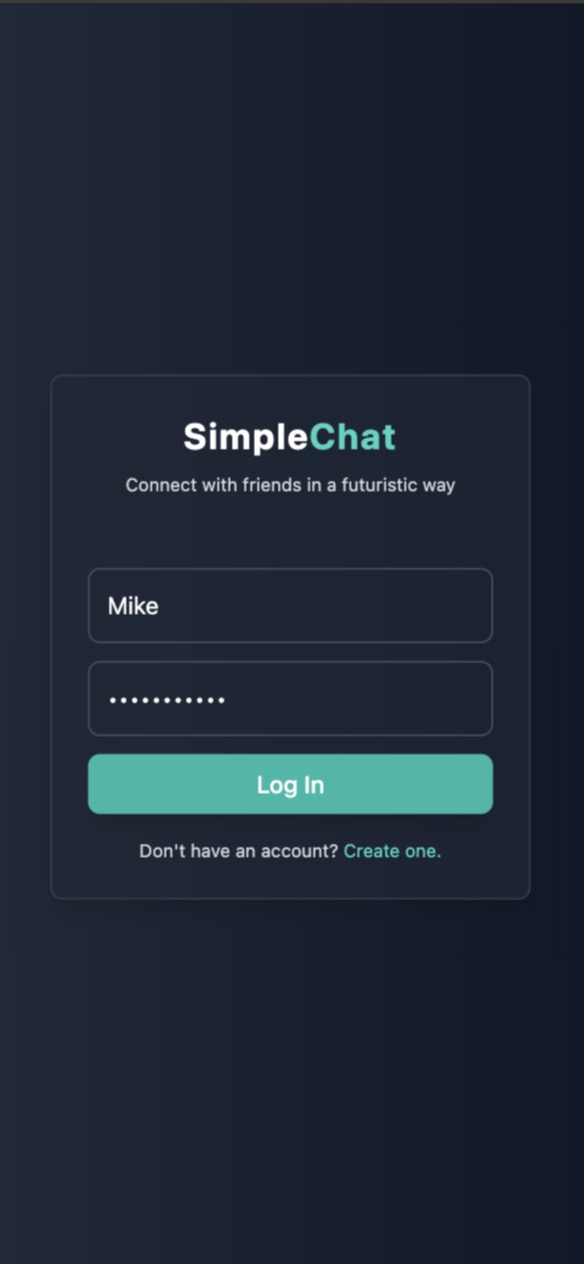 SimpleChat
Connect with friends in a futuristic way
Mike
•••••••••••
Log In
Don't have an account? Create one.